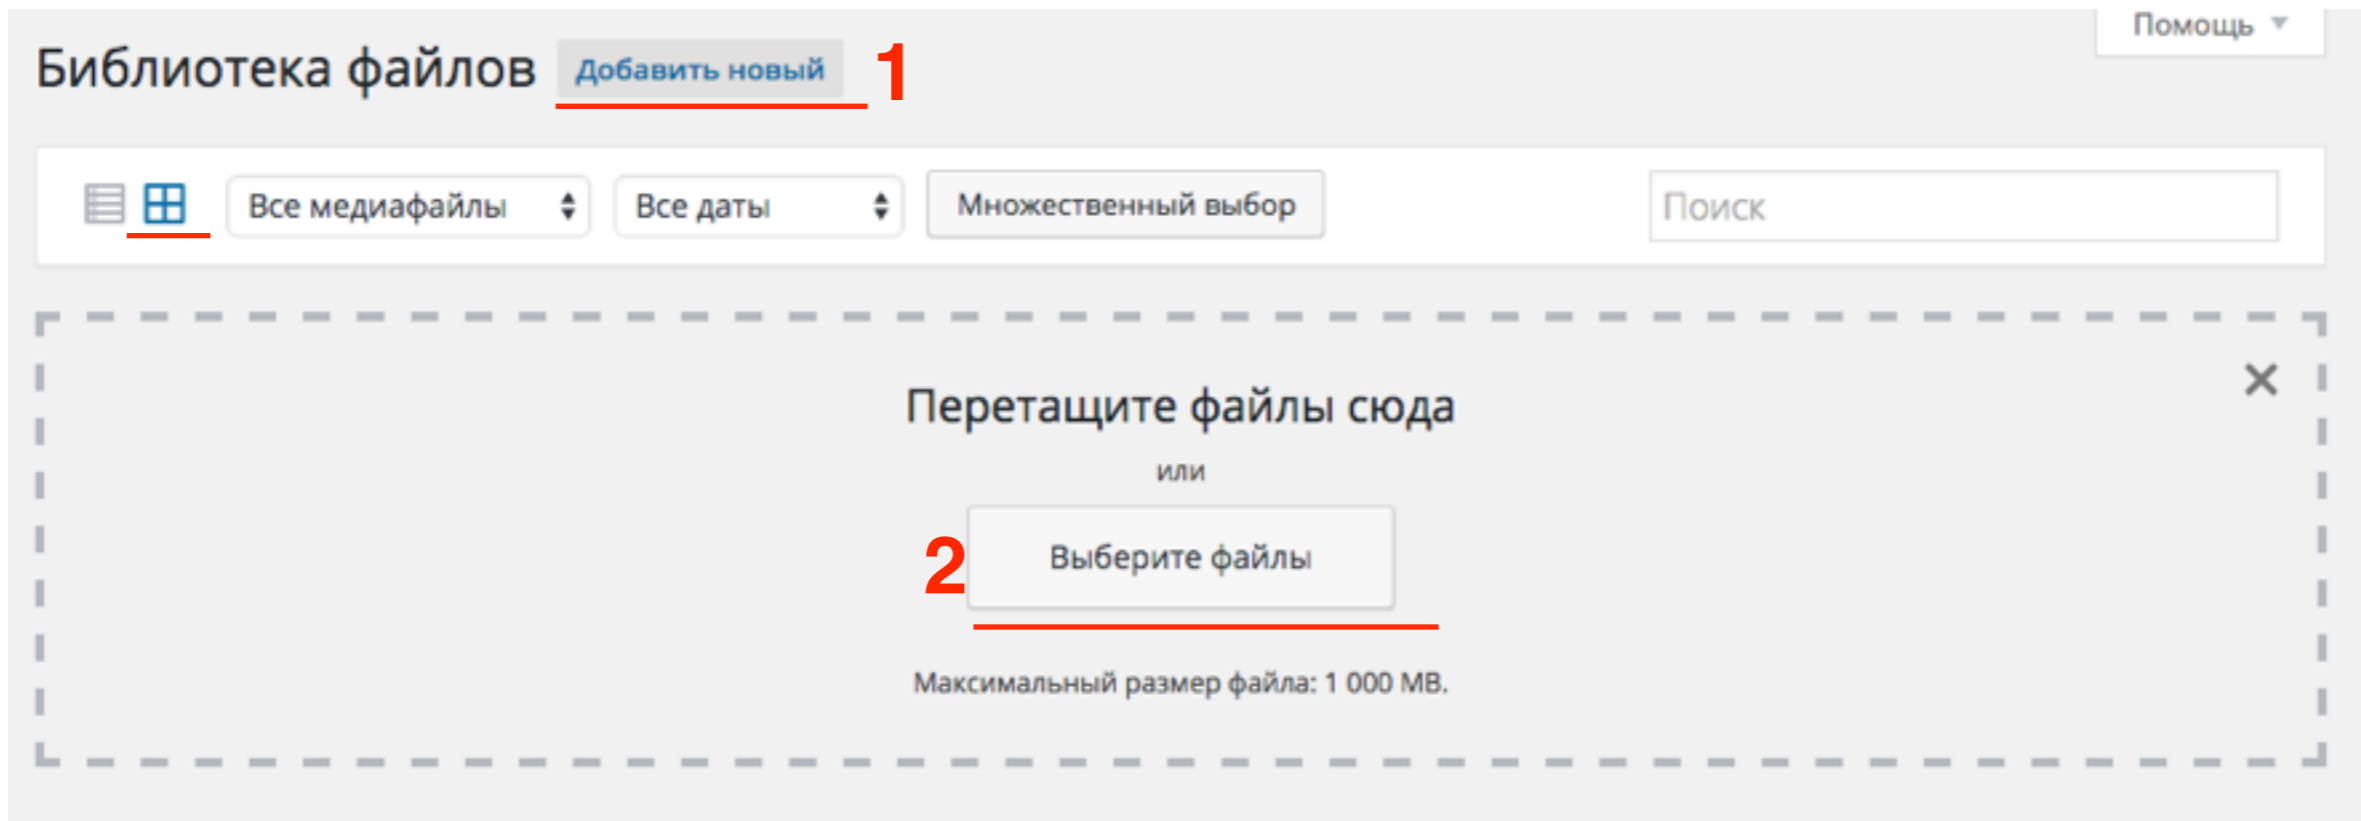 Помощь
Библиотека файлов Добавить новый 1
Все медиафайлы Все даты Множественный выбор Поиск
Перетащите файлы сюда
или
2 Выберите файлы
Максимальный размер файла: 1 000 MB.